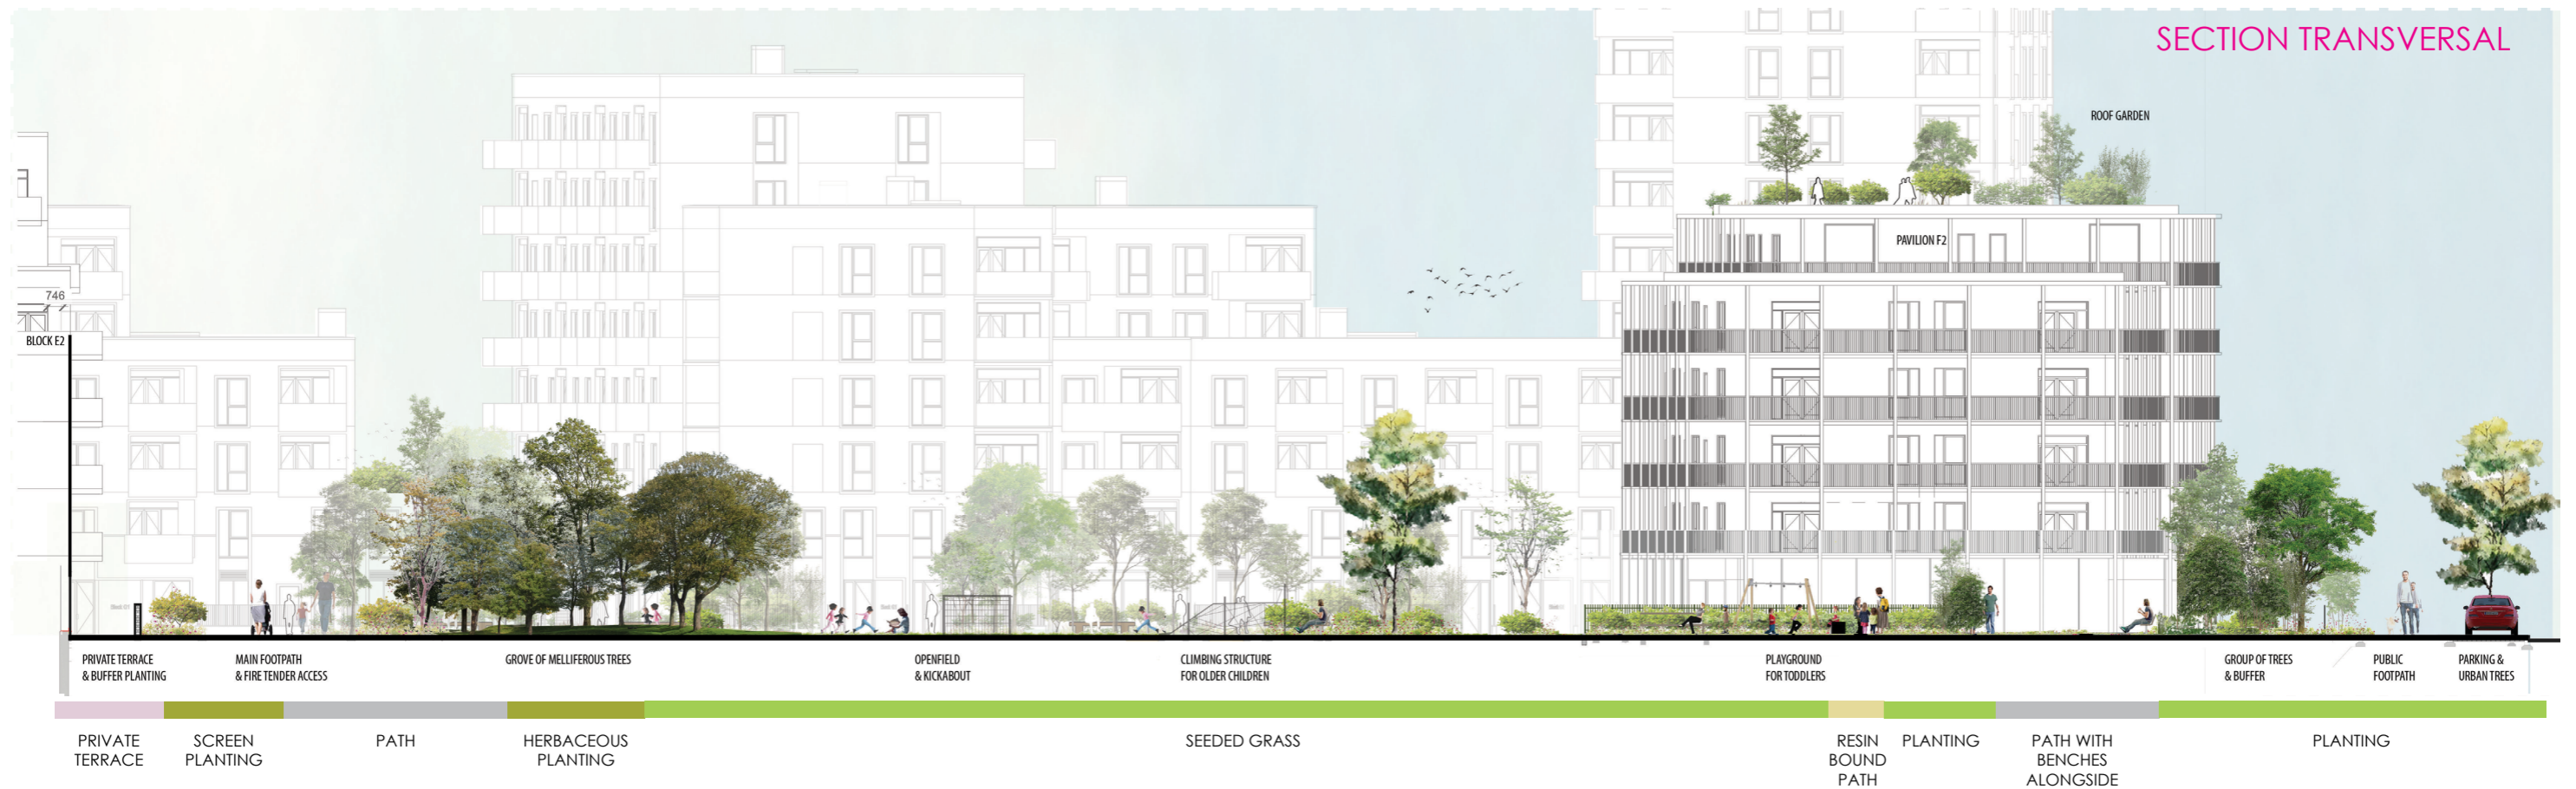 SECTION TRANSVERSAL
ROOF GARDEN
PAVILION F2
746
BLOCK E2
PRIVATE TERRACE
& BUFFER PLANTING
MAIN FOOTPATH
& FIRE TENDER ACCESS
GROVE OF MELLIFEROUS TREES
OPENFIELD
& KICKABOUT
CLIMBING STRUCTURE
FOR OLDER CHILDREN
PLAYGROUND
FOR TODDLERS
GROUP OF TREES
& BUFFER
PUBLIC
FOOTPATH
PARKING &
URBAN TREES
PRIVATE
TERRACE
SCREEN
PLANTING
PATH
HERBACEOUS
PLANTING
SEEDED GRASS
RESIN
BOUND
PATH
PLANTING
PATH WITH
BENCHES
ALONGSIDE
PLANTING